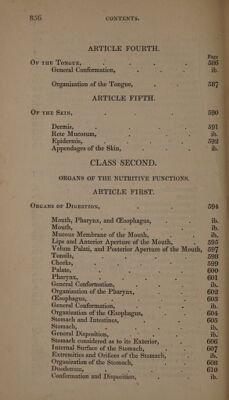 856 CONTENTS.
ARTICLE FOURTH.
Page
OF THE TONGUE, 586
General Conformation, ib.
Organization of the Tongue, 587
ARTICLE FIFTH.
OF THE SKIN, 590
Dermis, 591
Rete Mucosum, ib.
Epidermis, 592
Appendages of the Skin, ib.
CLASS SECOND.
ORGANS OF THE NUTRITIVE FUNCTIONS.
ARTICLE FIRST.
ORGANS OF DIGESTION, 594
Mouth, Pharynx, and Œsophagus, ib.
Mouth, ib.
Mucous Membrane of the Mouth, ib.
Lips and Anterior Aperture of the Mouth, 595
Velum Palati, and Posterior Aperture of the Mouth, 597
Tonsils, 598
Cheeks, 599
Palate, 600
Pharynx, 601
General Conformation, ib.
Organization of the Pharynx, 602
Œsophagus, 603
General Conformation, ib.
Organization of the Œsophagus, 604
Stomach and Intestines, 605
Stomach, ib.
General Disposition, ib.
Stomach considered as to its Exterior, 606
Internal Surface of the Stomach, 607
Extremities and Orifices of the Stomach, ib.
Organization of the Stomach, 608
Duodenum, 610
Conformation and Disposition, ib.